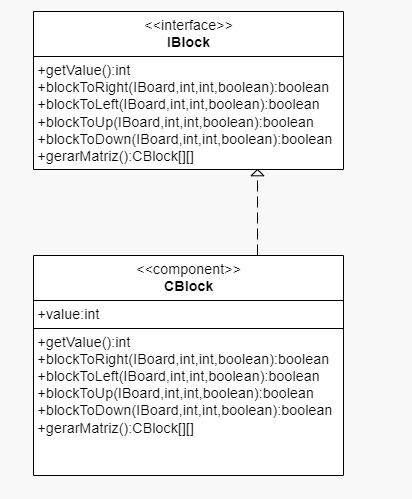 <<interface>>
IBlock
+getValue():int
+blockToRight(IBoard,int,int,boolean):boolean
+blockToLeft(IBoard,int,int,boolean):boolean
+blockToUp(IBoard,int,int,boolean):boolean
+blockToDown(IBoard,int,int,boolean):boolean
+gerarMatriz():CBlock[][]
<<component>>
CBlock
+value:int
+getValue():int
+blockToRight(IBoard,int,int,boolean):boolean
+blockToLeft(IBoard,int,int,boolean):boolean
+blockToUp(IBoard,int,int,boolean):boolean
+blockToDown(IBoard,int,int,boolean):boolean
+gerarMatriz():CBlock[][]